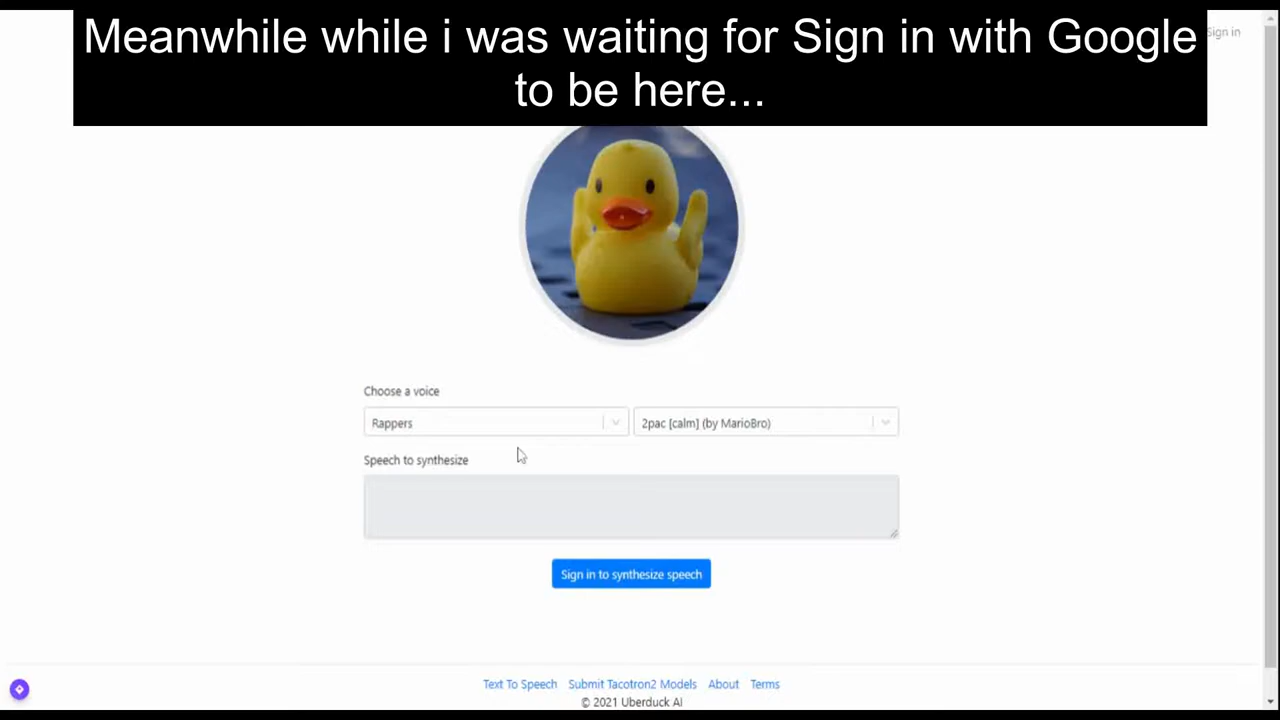 Meanwhile while i was waiting for Sign in with Google
to be here...
Sign in
Choose a voice
Rappers
2pac [calm] (by MarioBro)
Speech to synthesize
Sign in to synthesize speech
Text To Speech Submit Tacotron2 Models About Terms
© 2021 Uberduck AI